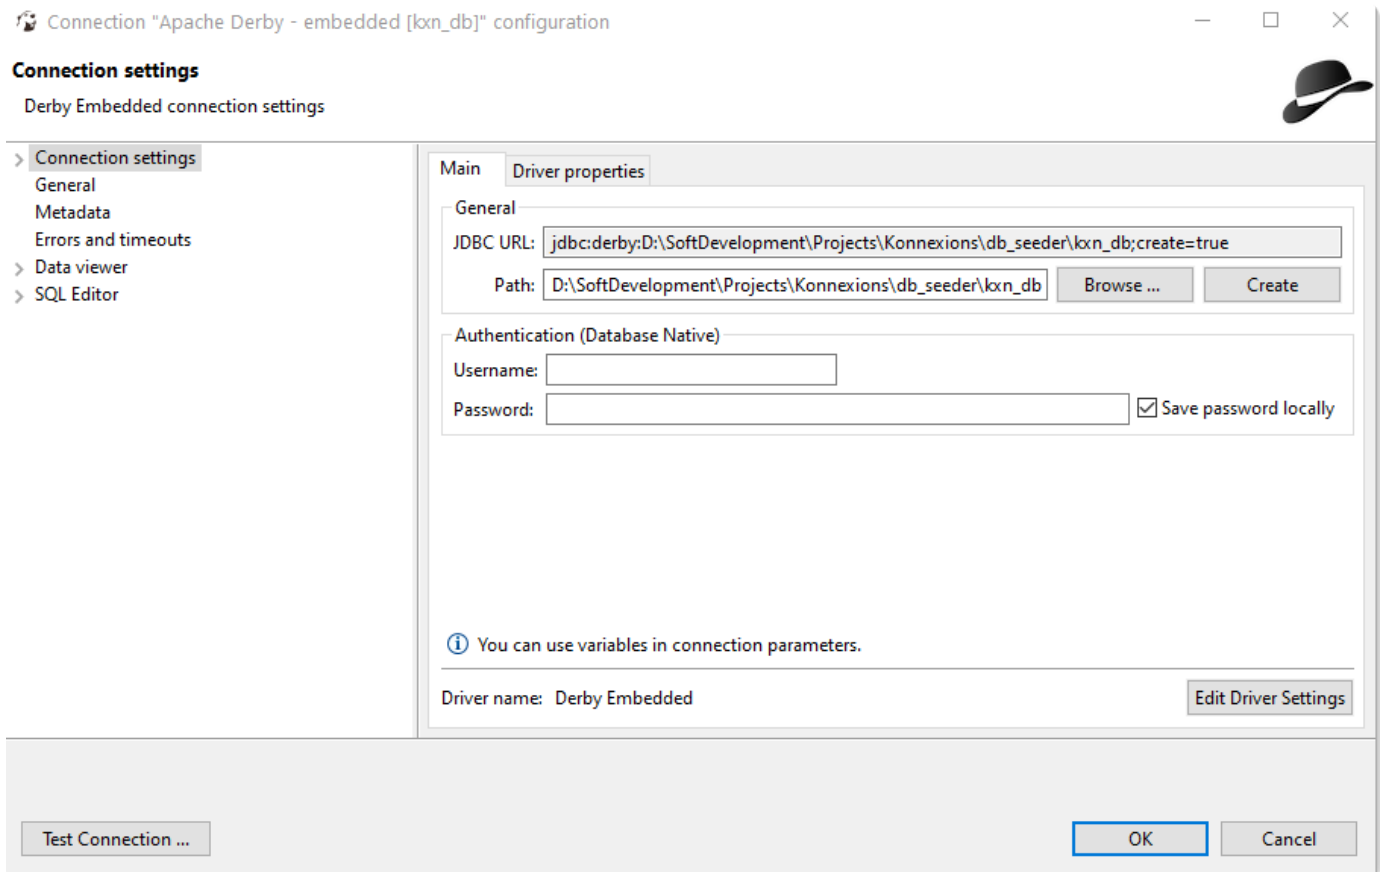 Connection "Apache Derby - embedded [kxn_db]" configuration
Connection settings
Derby Embedded connection settings
Connection settings
General
Metadata
Errors and timeouts
Data viewer
SQL Editor
Main
Driver properties
General
JDBC URL: jdbc:derby:D:\SoftDevelopment\Projects\Konnexions\db_seeder\kxn_db;create=true
Path: D:\SoftDevelopment\Projects\Konnexions\db_seeder\kxn_db Browse ... Create
Authentication (Database Native)
Username:
Password: Save password locally
You can use variables in connection parameters.
Driver name: Derby Embedded Edit Driver Settings
Test Connection ... OK Cancel